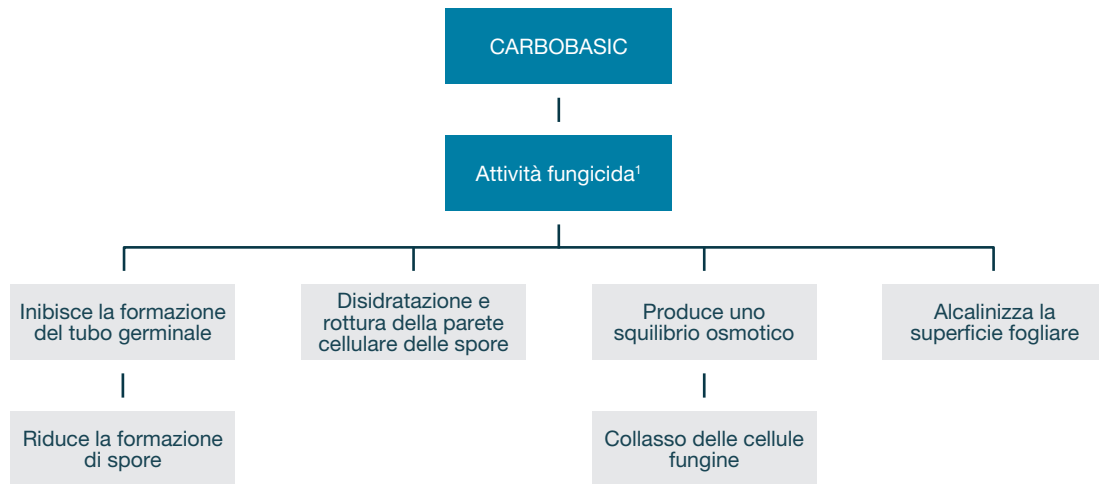 CARBOBASIC
Attività fungicida¹
Inibisce la formazione
del tubo germinale
Disidratazione e
rottura della parete
cellulare delle spore
Produce uno
squilibrio osmotico
Alcalinizza la
superficie fogliare
Riduce la formazione
di spore
Collasso delle cellule
fungine